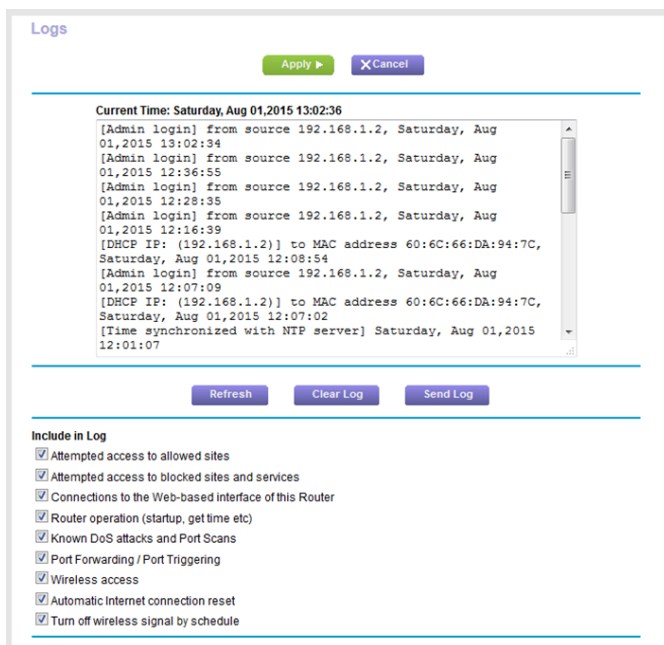 Logs
Apply ▶
X Cancel
Current Time: Saturday, Aug 01,2015 13:02:36
[Admin login] from source 192.168.1.2, Saturday, Aug
01,2015 13:02:34
[Admin login] from source 192.168.1.2, Saturday, Aug
01,2015 12:36:55
[Admin login] from source 192.168.1.2, Saturday, Aug
01,2015 12:28:35
[Admin login] from source 192.168.1.2, Saturday, Aug
01,2015 12:16:39
[DHCP IP: (192.168.1.2)] to MAC address 60:6C:66:DA:94:7C,
Saturday, Aug 01,2015 12:08:54
[Admin login] from source 192.168.1.2, Saturday, Aug
01,2015 12:07:09
[DHCP IP: (192.168.1.2)] to MAC address 60:6C:66:DA:94:7C,
Saturday, Aug 01,2015 12:07:02
[Time synchronized with NTP server] Saturday, Aug 01,2015
12:01:07
Refresh
Clear Log
Send Log
Include in Log
Attempted access to allowed sites
Attempted access to blocked sites and services
Connections to the Web-based interface of this Router
Router operation (startup, get time etc)
Known DoS attacks and Port Scans
Port Forwarding / Port Triggering
Wireless access
Automatic Internet connection reset
Turn off wireless signal by schedule